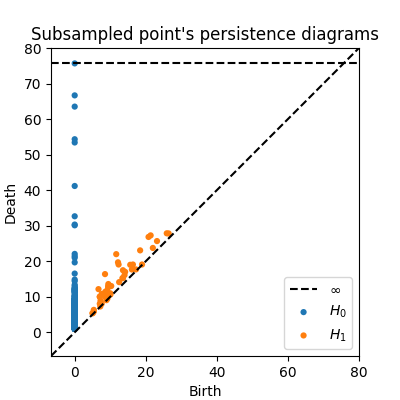 Subsampled point's persistence diagrams
80
70
60
50
40
30
20
10
0
Death
0 20 40 60 80
Birth
∞
H₀
H₁